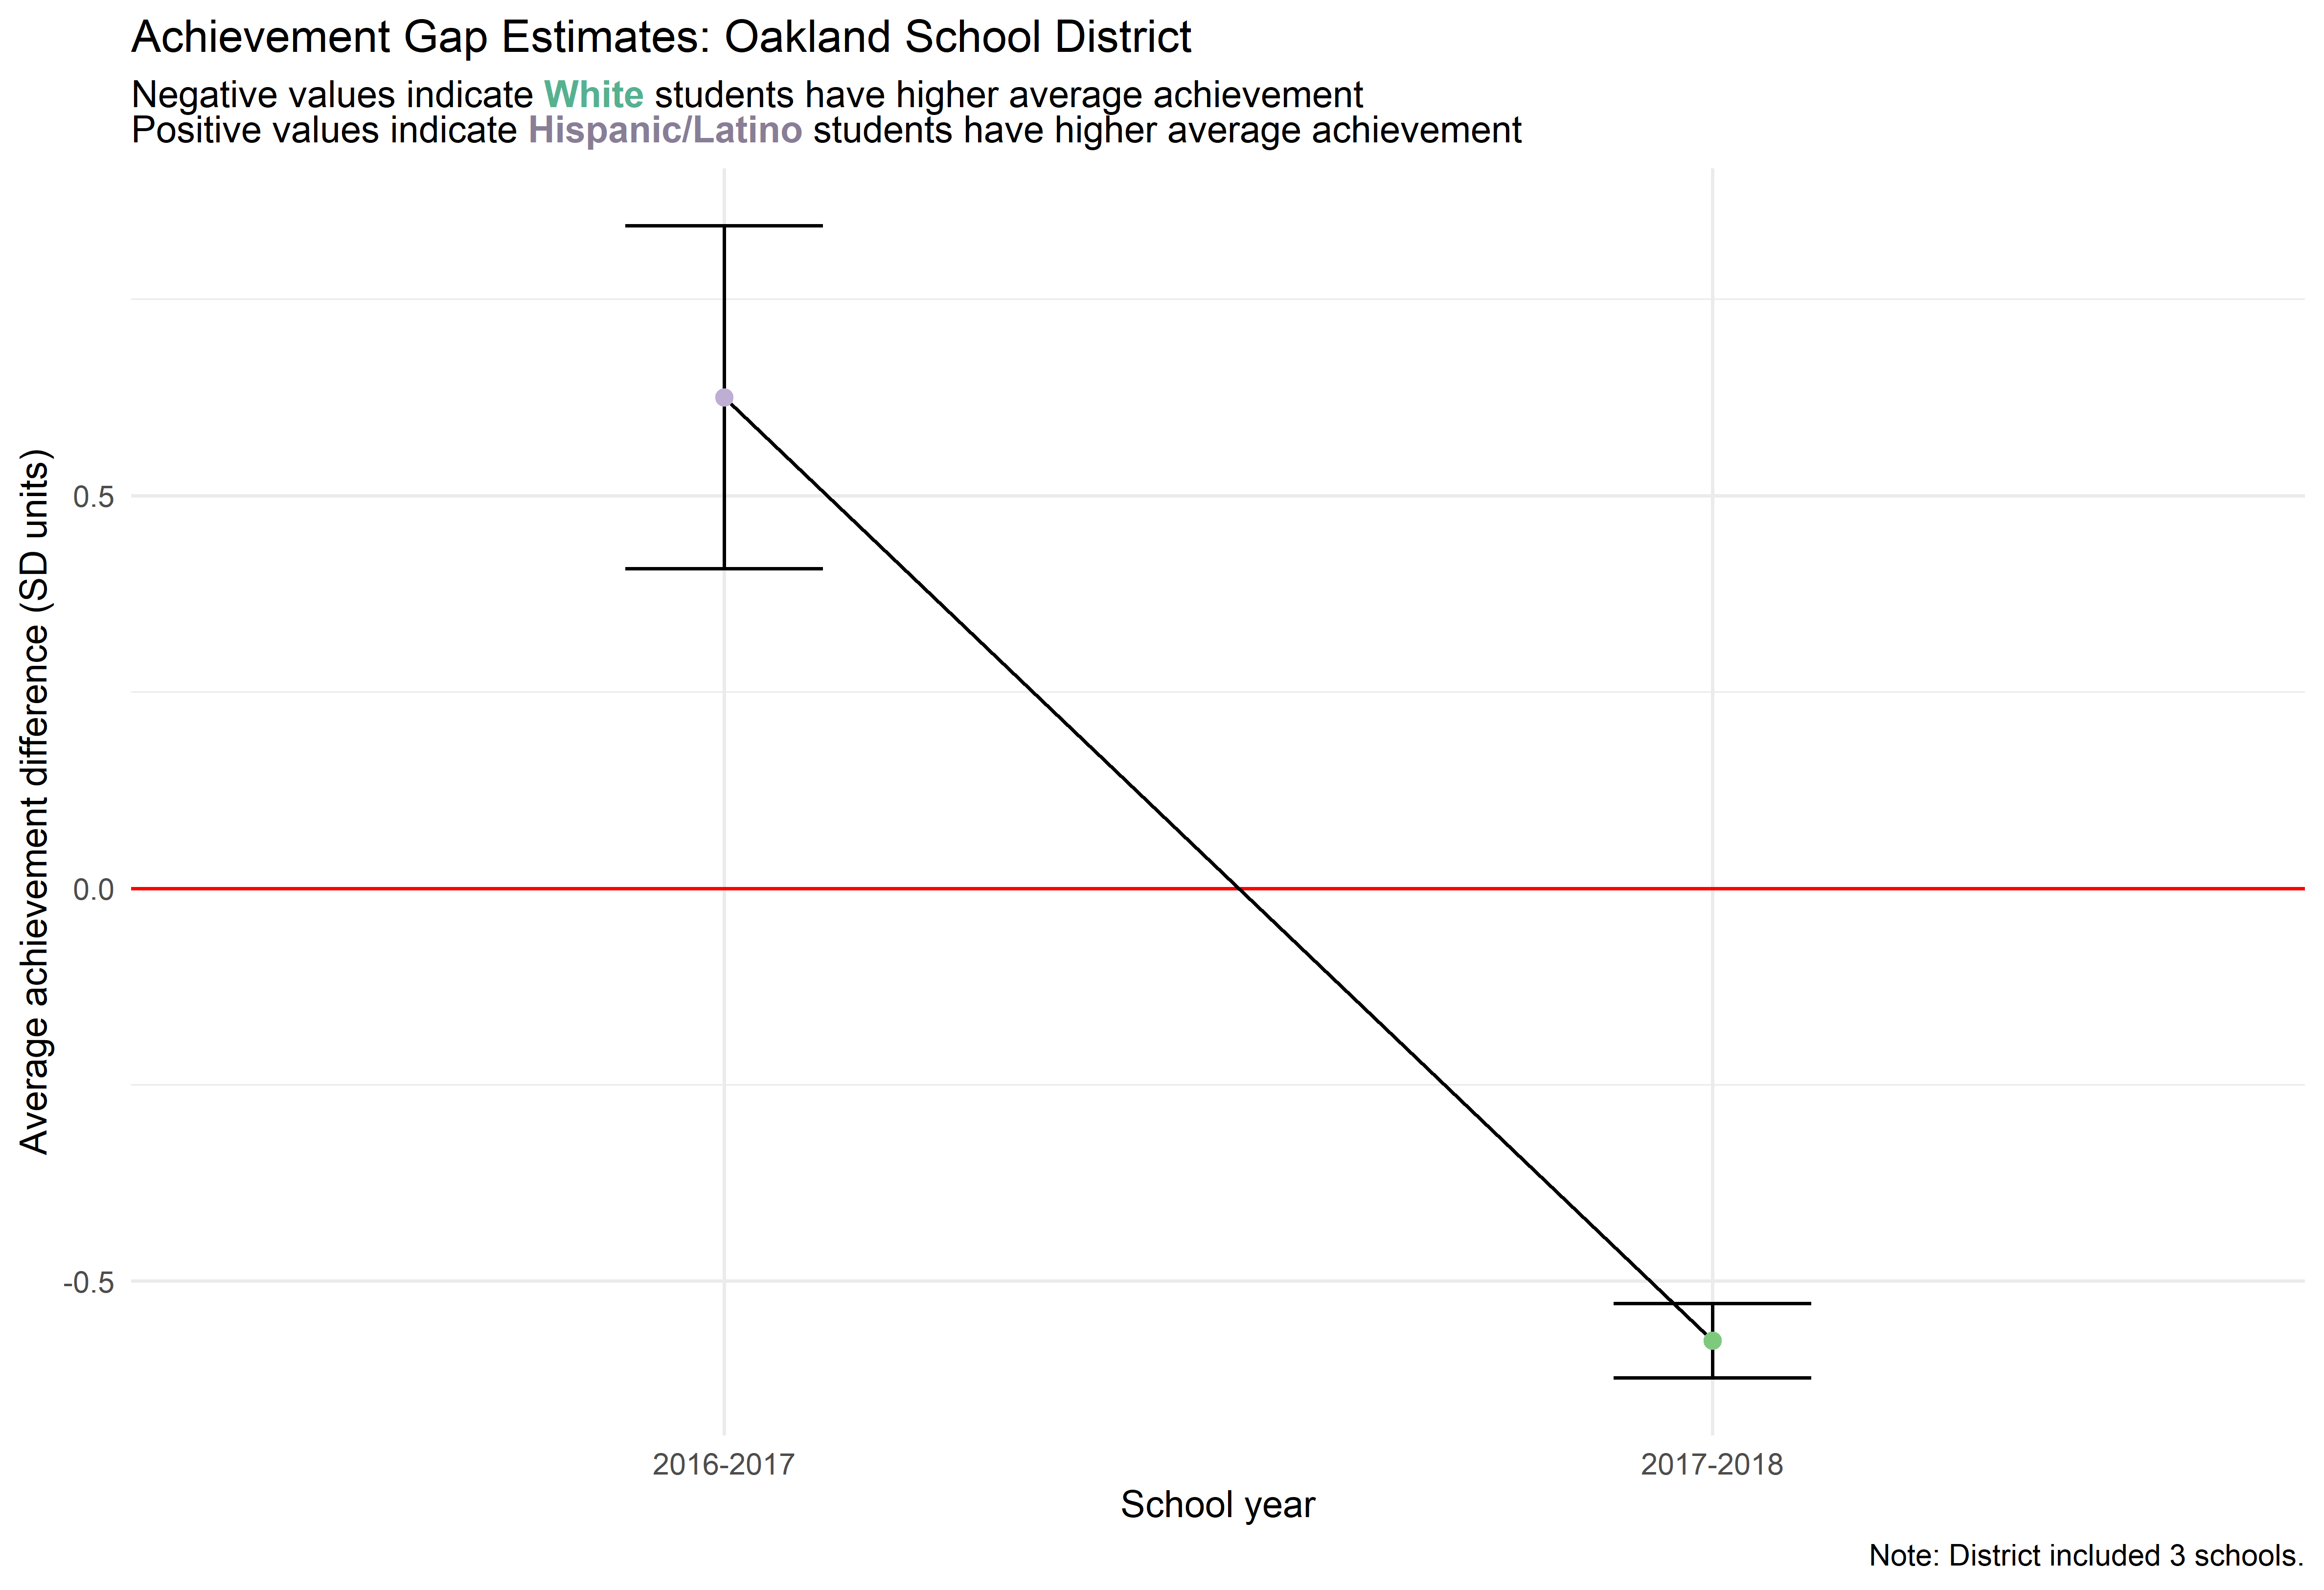 Achievement Gap Estimates: Oakland School District
Negative values indicate White students have higher average achievement
Positive values indicate Hispanic/Latino students have higher average achievement
Average achievement difference (SD units)
0.5
0.0
-0.5
2016-2017
2017-2018
School year
Note: District included 3 schools.